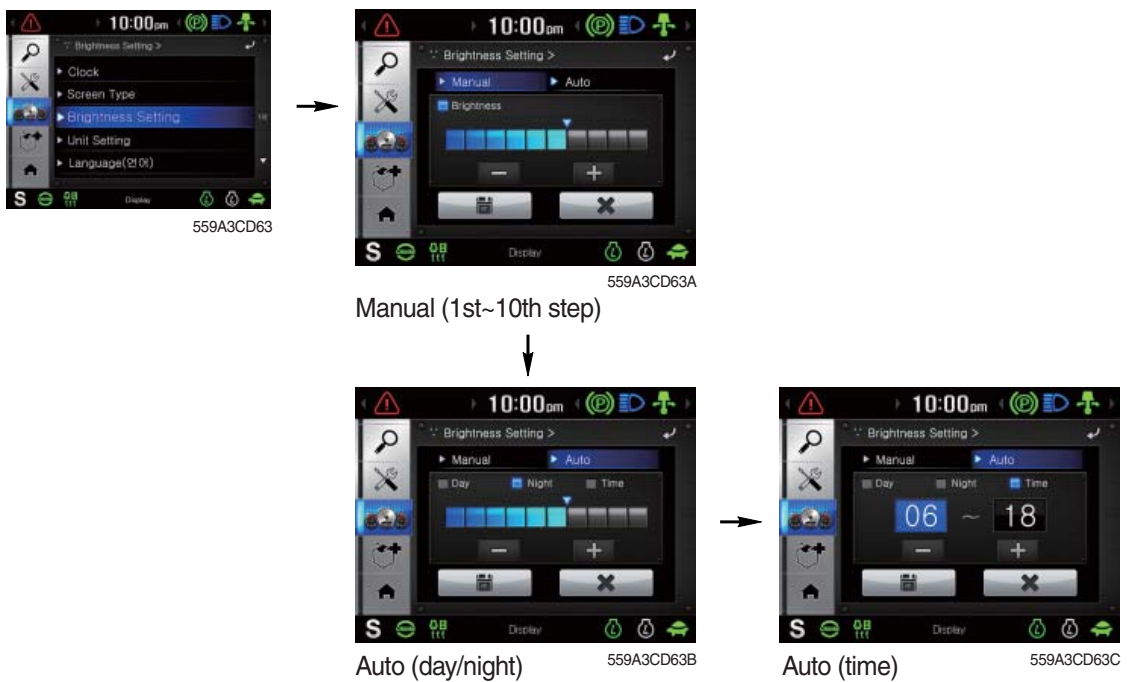 10:00pm
Brightness Setting >
Clock
Screen Type
Brightness Setting
Unit Setting
Language(언어)
S
Display
559A3CD63
10:00pm
Brightness Setting >
Manual Auto
Brightness
S Display
559A3CD63A
Manual (1st~10th step)
10:00pm
Brightness Setting >
Manual Auto
Day Night Time
S Display
Auto (day/night) 559A3CD63B
10:00pm
Brightness Setting >
Manual Auto
Day Night Time
06 ~ 18
S Display
Auto (time) 559A3CD63C